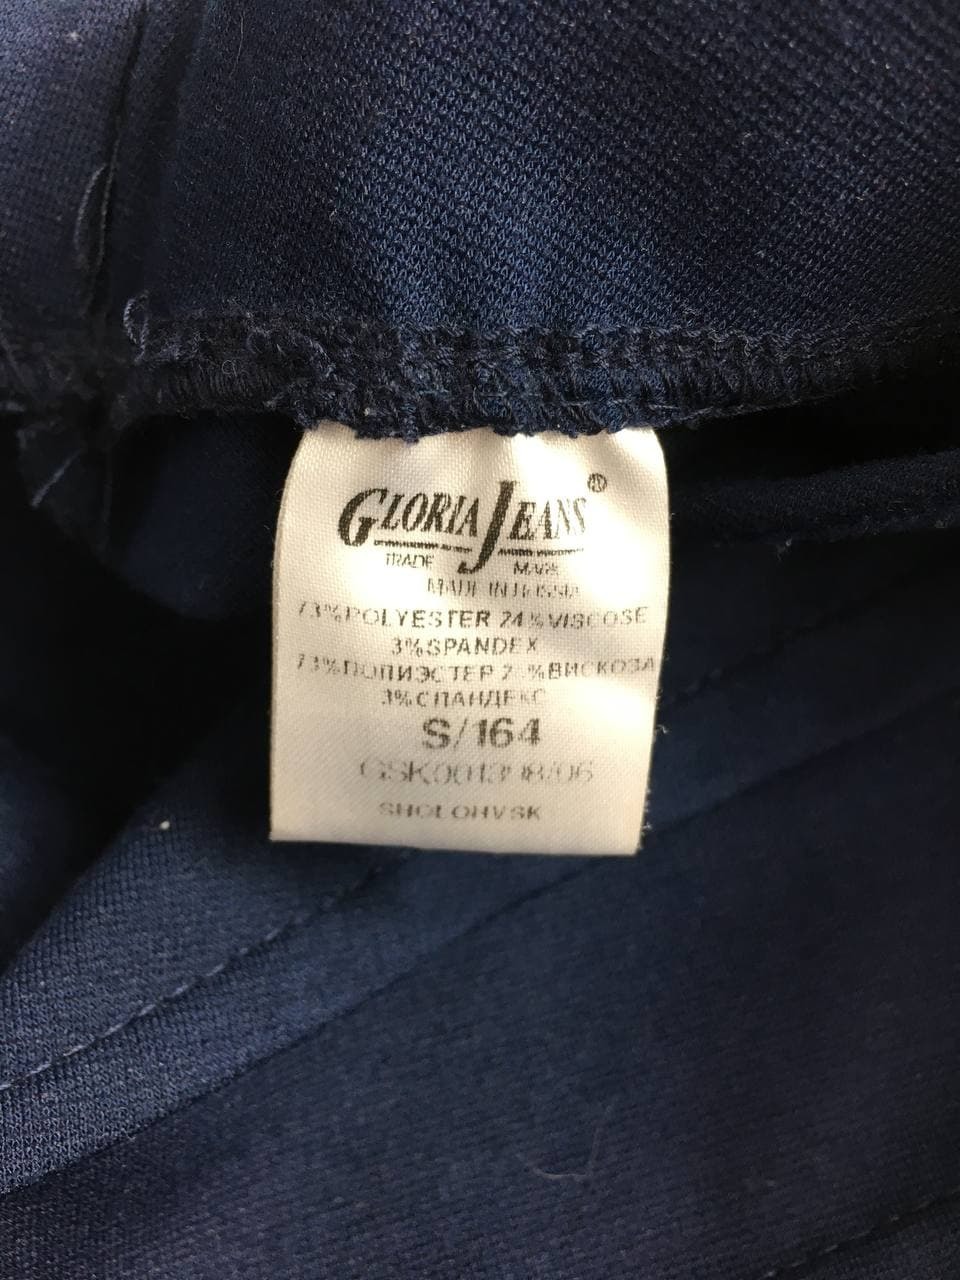 GLORIA JEANS®
TRADE MARK
MADE IN RUSSIA
73%POLYESTER 24%VISCOSE
3%SPANDEX
73%ПОЛИЭСТЕР 24%ВИСКОЗА
3%СПАНДЕКС
S/164
SHOLOHVSK